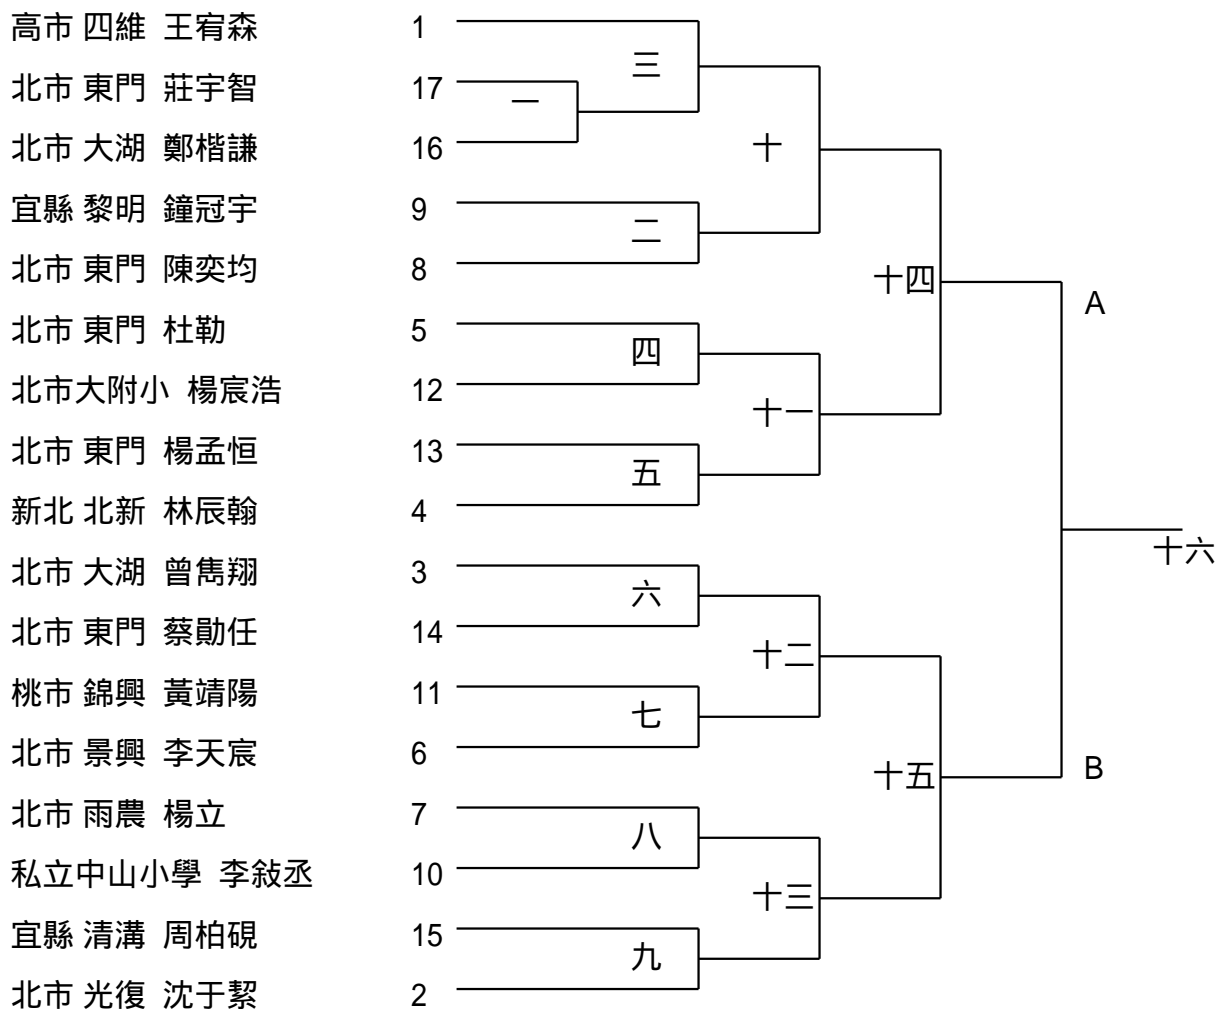 高市 四維 王宥森 1
三
北市 東門 莊宇智 17
一
北市 大湖 鄭楷謙 16
十
宜縣 黎明 鐘冠宇 9
二
北市 東門 陳奕均 8
十四
A
北市 東門 杜勒 5
四
北市大附小 楊宸浩 12
十一
北市 東門 楊孟恒 13
五
新北 北新 林辰翰 4
十六
北市 大湖 曾雋翔 3
六
北市 東門 蔡勛任 14
十二
桃市 錦興 黃靖陽 11
七
北市 景興 李天宸 6
十五
B
北市 雨農 楊立 7
八
私立中山小學 李敍丞 10
十三
宜縣 清溝 周柏硯 15
九
北市 光復 沈于絜 2